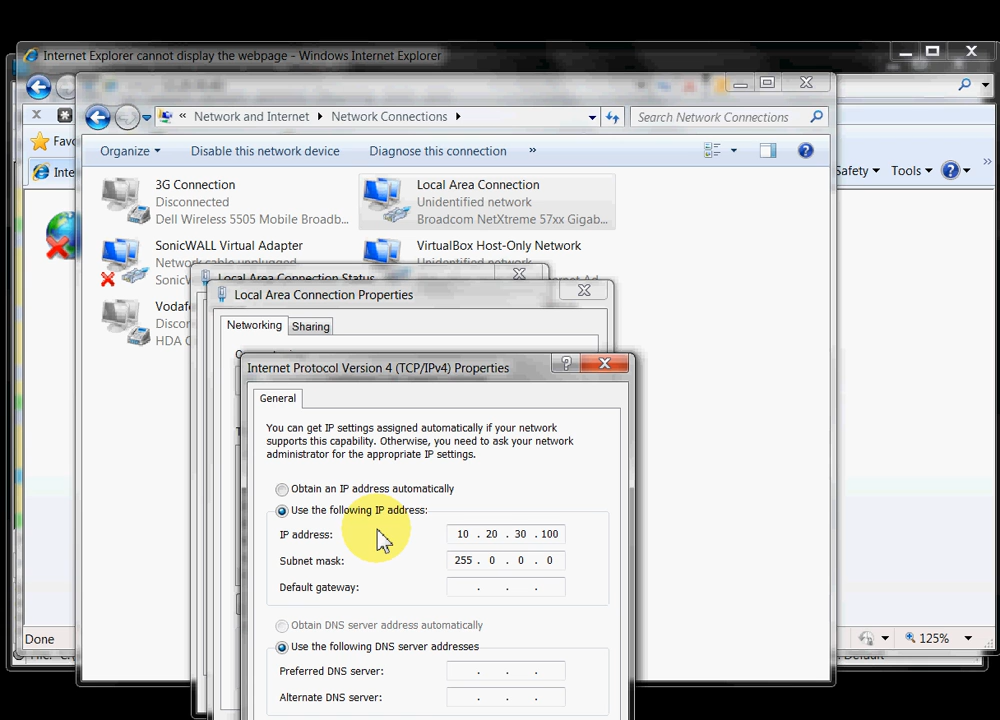 Internet Explorer cannot display the webpage - Windows Internet Explorer
« Network and Internet Network Connections
Search Network Connections
Favo
Organize Disable this network device Diagnose this connection »
Inte
Safety Tools »
3G Connection
Disconnected
Dell Wireless 5505 Mobile Broadb...
Local Area Connection
Unidentified network
Broadcom NetXtreme 57xx Gigab...
SonicWALL Virtual Adapter
Network cable unplugged
SonicW
VirtualBox Host-Only Network
Unidentified network
Vodaf
Discor
HDA C
Local Area Connection Status
Local Area Connection Properties
Networking Sharing
Internet Protocol Version 4 (TCP/IPv4) Properties
General
You can get IP settings assigned automatically if your network
supports this capability. Otherwise, you need to ask your network
administrator for the appropriate IP settings.
Obtain an IP address automatically
Use the following IP address:
IP address: 10 . 20 . 30 . 100
Subnet mask: 255 . 0 . 0 . 0
Default gateway: . . .
Obtain DNS server address automatically
Use the following DNS server addresses
Preferred DNS server: . . .
Alternate DNS server: . . .
Done
125%